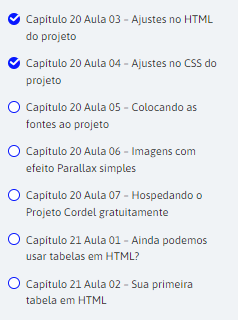 Capítulo 20 Aula 03 - Ajustes no HTML
do projeto
Capítulo 20 Aula 04 - Ajustes no CSS do
projeto
Capítulo 20 Aula 05 - Colocando as
fontes ao projeto
Capítulo 20 Aula 06 - Imagens com
efeito Parallax simples
Capítulo 20 Aula 07 - Hospedando o
Projeto Cordel gratuitamente
Capítulo 21 Aula 01 - Ainda podemos
usar tabelas em HTML?
Capítulo 21 Aula 02 - Sua primeira
tabela em HTML